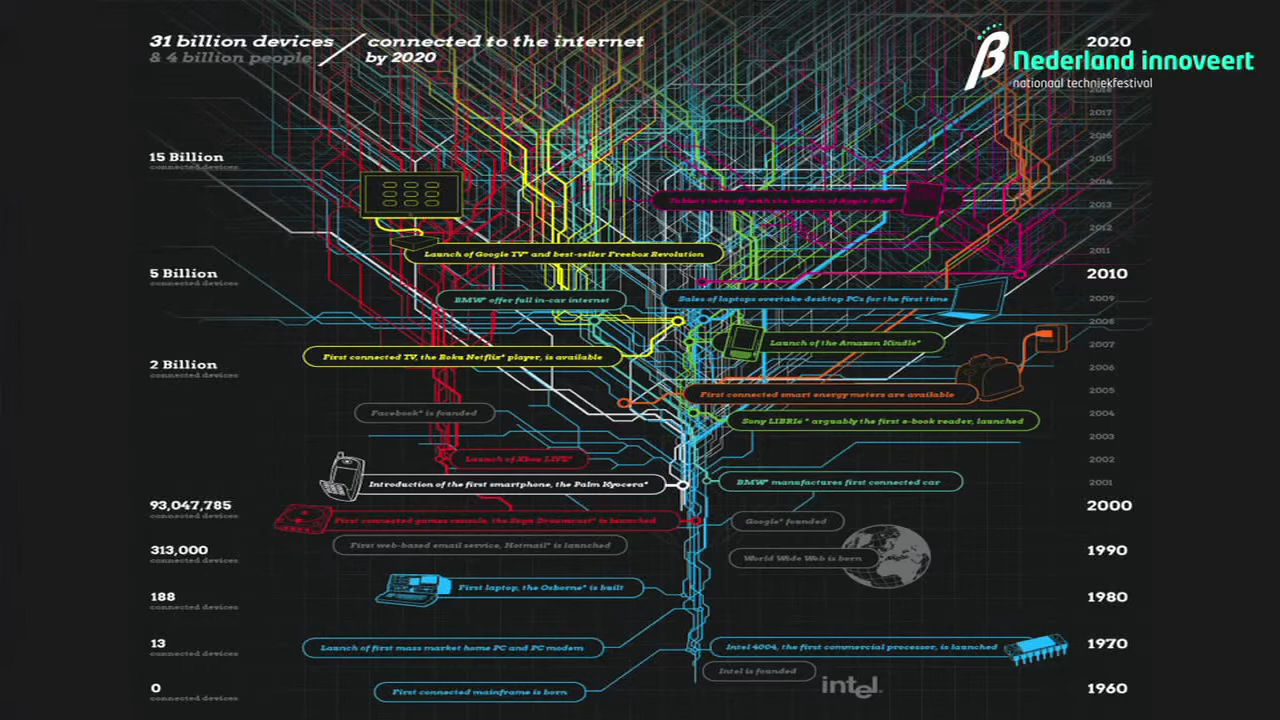 31 billion devices / connected to the internet
& 4 billion people / by 2020
2020
Nederland innoveert
nationaal techniekfestival
2018
2017
2016
15 Billion
connected devices
2015
2014
Tablets take off with the launch of Apple iPad*
2013
2012
Launch of Google TV* and best-seller Freebox Revolution
2011
5 Billion
connected devices
2010
BMW* offer full in-car internet
Sales of laptops overtake desktop PCs for the first time
2009
2008
Launch of the Amazon Kindle*
2007
First connected TV, the Roku Netflix* player, is available
2 Billion
connected devices
2006
First connected smart energy meters are available
2005
Facebook* is founded
2004
Sony LIBRIe * arguably the first e-book reader, launched
2003
Launch of Xbox LIVE*
2002
Introduction of the first smartphone, the Palm Kyocera*
BMW* manufactures first connected car
2001
93,047,785
connected devices
2000
First connected games console, the Sega Dreamcast* is launched
Google* founded
First web-based email service, Hotmail* is launched
313,000
connected devices
1990
World Wide Web is born
First laptop, the Osborne* is built
188
connected devices
1980
13
connected devices
1970
Launch of first mass market home PC and PC modem
Intel 4004, the first commercial processor, is launched
Intel is founded
0
connected devices
First connected mainframe is born
intel
1960